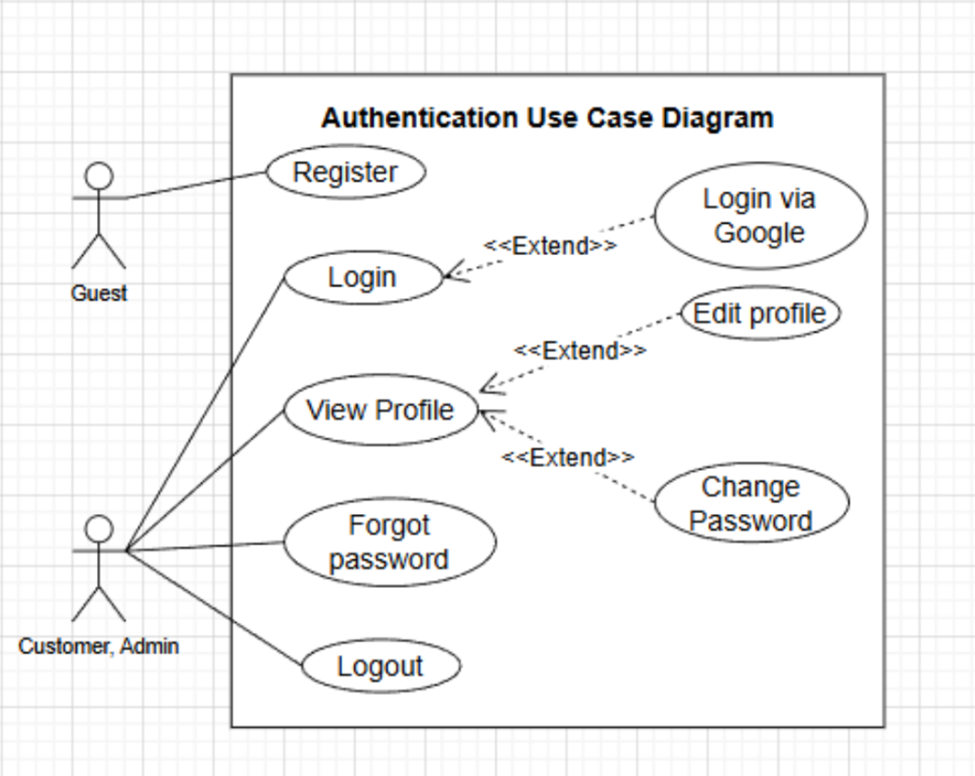 Authentication Use Case Diagram
Register
Login via
Google
<<Extend>>
Login
Guest
Edit profile
<<Extend>>
View Profile
<<Extend>>
Change
Password
Forgot
password
Customer, Admin
Logout